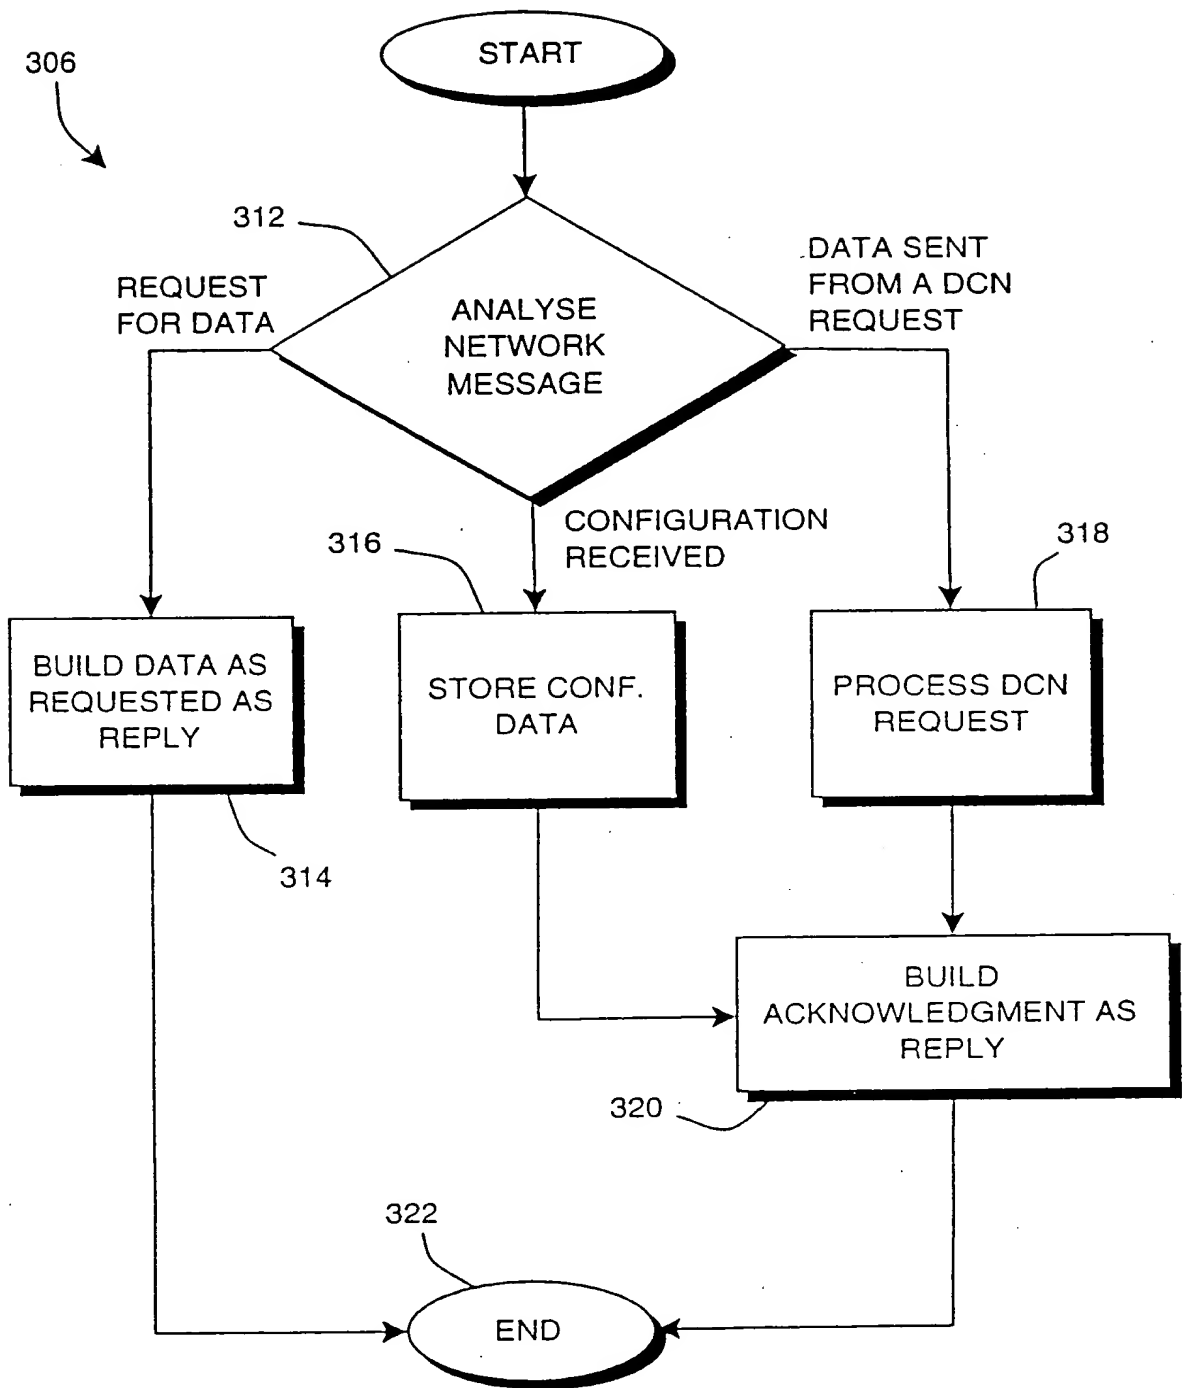 START
306
312
DATA SENT
FROM A DCN
REQUEST
REQUEST
FOR DATA
ANALYSE
NETWORK
MESSAGE
CONFIGURATION
RECEIVED
316
318
BUILD DATA AS
REQUESTED AS
REPLY
STORE CONF.
DATA
PROCESS DCN
REQUEST
314
BUILD
ACKNOWLEDGMENT AS
REPLY
320
322
END